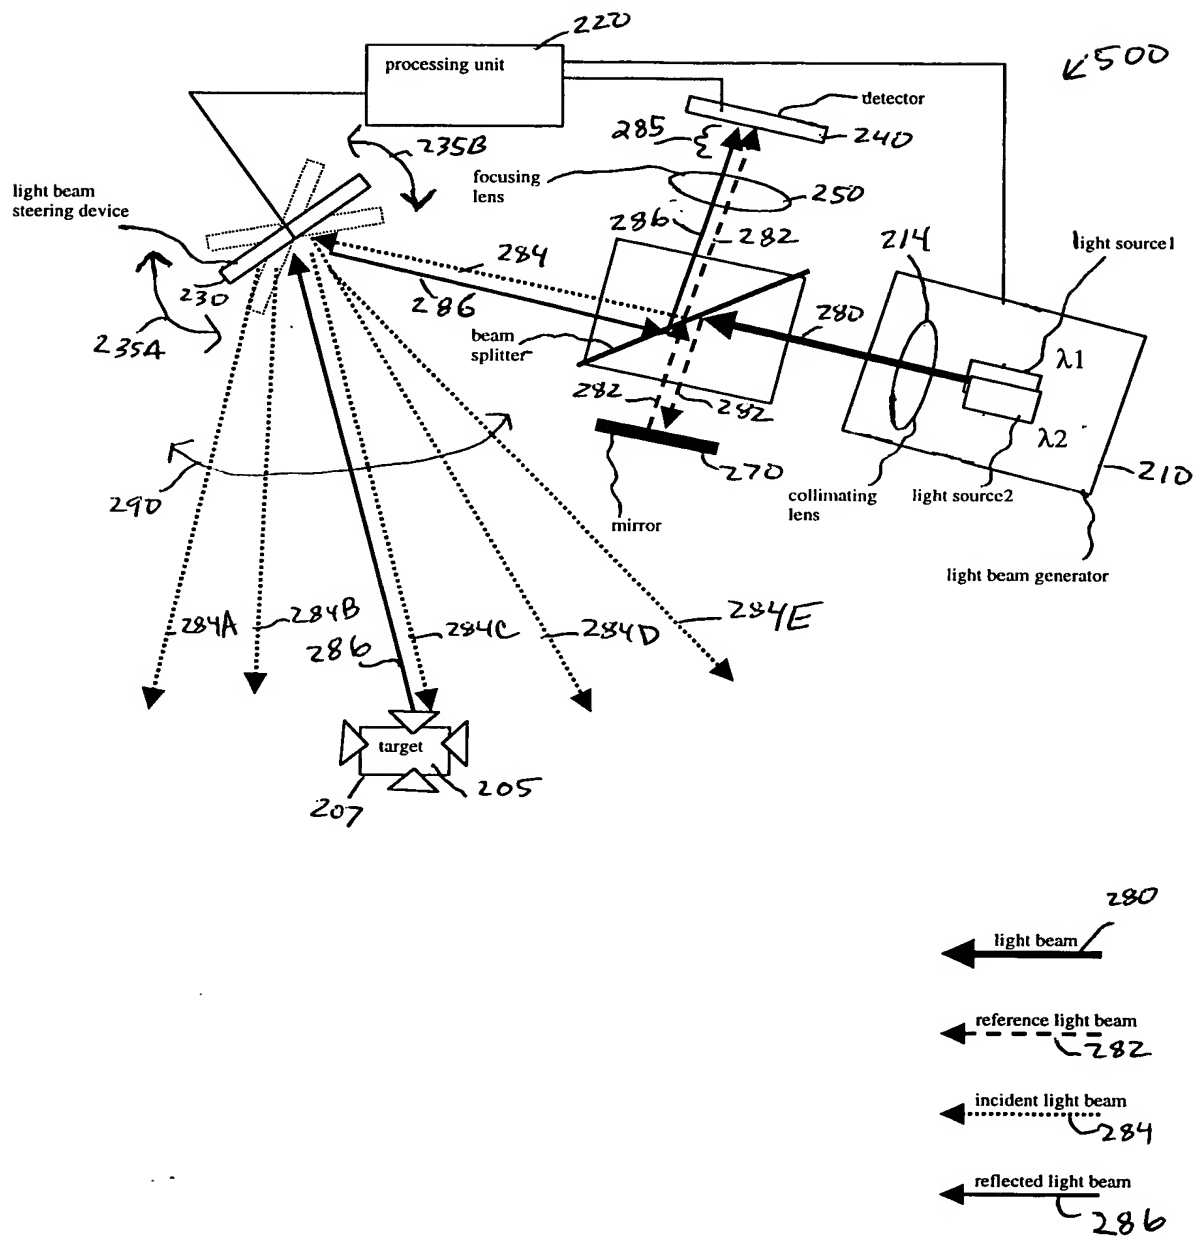 220
500
processing unit
detector
285
240
235B
focusing
lens
250
light beam
steering device
286
282
214
light source1
284
230
286
280
235A
beam
splitter
λ1
282
282
λ2
270
210
290
collimating
lens
light source2
mirror
light beam generator
284A
284B
284C
284D
284E
286
target
205
207
280
light beam
reference light beam
282
incident light beam
284
reflected light beam
286